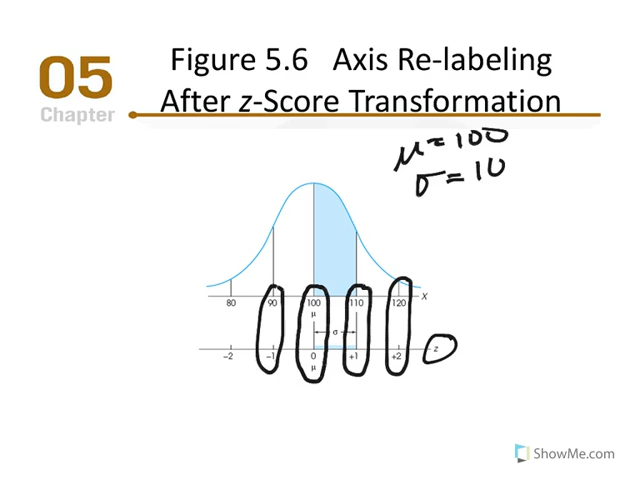 05
Chapter
Figure 5.6 Axis Re-labeling
After z-Score Transformation
μ = 100
σ = 10
80 90 100 110 120 X
μ
σ
−2 −1 0 +1 +2 z
μ
ShowMe.com